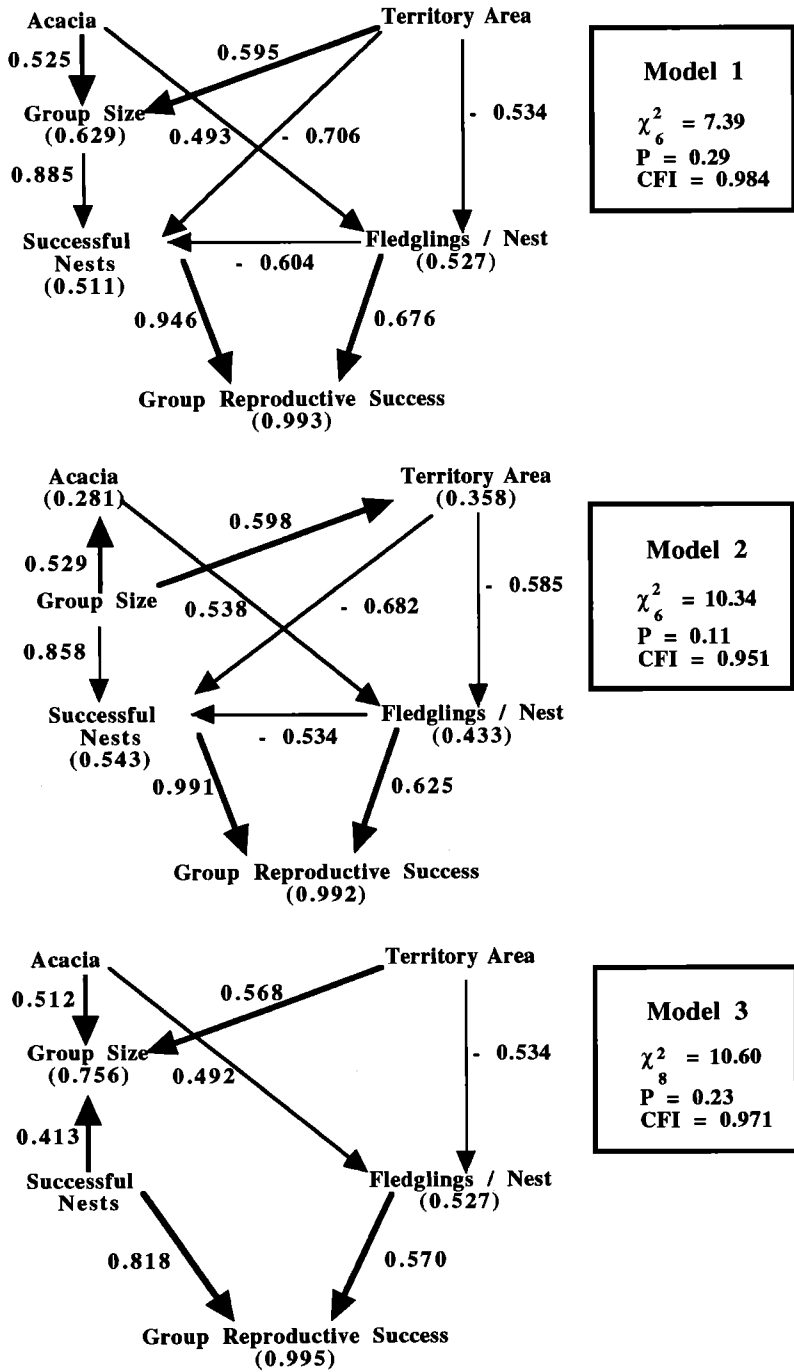 Acacia
Territory Area
0.525
0.595
- 0.534
Group Size
(0.629)
0.493
- 0.706
0.885
Successful
Nests
(0.511)
- 0.604
Fledglings / Nest
(0.527)
0.946
0.676
Group Reproductive Success
(0.993)
Model 1
χ²₆ = 7.39
P = 0.29
CFI = 0.984
Acacia
(0.281)
Territory Area
(0.358)
0.598
0.529
- 0.585
Group Size
0.538
- 0.682
0.858
Successful
Nests
(0.543)
- 0.534
Fledglings / Nest
(0.433)
0.991
0.625
Group Reproductive Success
(0.992)
Model 2
χ²₆ = 10.34
P = 0.11
CFI = 0.951
Acacia
Territory Area
0.512
0.568
- 0.534
Group Size
(0.756)
0.492
0.413
Successful
Nests
Fledglings / Nest
(0.527)
0.818
0.570
Group Reproductive Success
(0.995)
Model 3
χ²₈ = 10.60
P = 0.23
CFI = 0.971